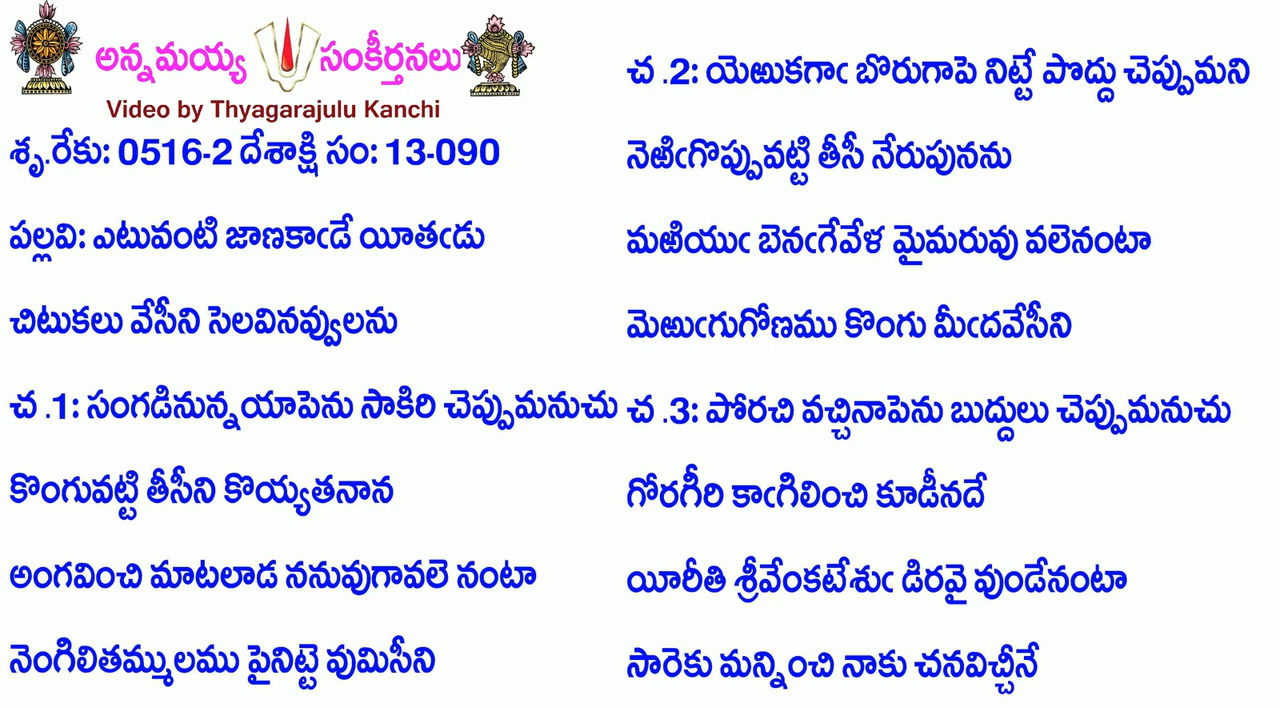 అన్నమయ్య సంకీర్తనలు
Video by Thyagarajulu Kanchi
శృ.రేకు: 0516-2 దేశాక్షి సం: 13-090
పల్లవి: ఎటువంటి జాణకాఁడే యీతఁడు
చిటుకలు వేసీని సెలవినవ్వులను
చ .1: సంగడినున్నయాపెను సాకిరి చెప్పుమనుచు
కొంగువట్టి తీసీని కొయ్యతనాన
అంగవించి మాటలాడ ననువుగావలె నంటా
నెంగిలితమ్ములము పైనిట్టె వుమిసీని
చ .2: యెఱుకగాఁ బొరుగాపె నిట్టే పొద్దు చెప్పుమని
నెఱిఁగొప్పువట్టి తీసీ నేరుపునను
మఱియుఁ బెనఁగేవేళ మైమరువు వలెనంటా
మెఱుఁగుగోణము కొంగు మీఁదవేసీని
చ .3: పోరచి వచ్చినాపెను బుద్దులు చెప్పుమనుచు
గోరగీరి కాఁగిలించి కూడీనదే
యీరీతి శ్రీవేంకటేశుఁ డిరవై వుండేనంటా
సారెకు మన్నించి నాకు చనవిచ్చీనే